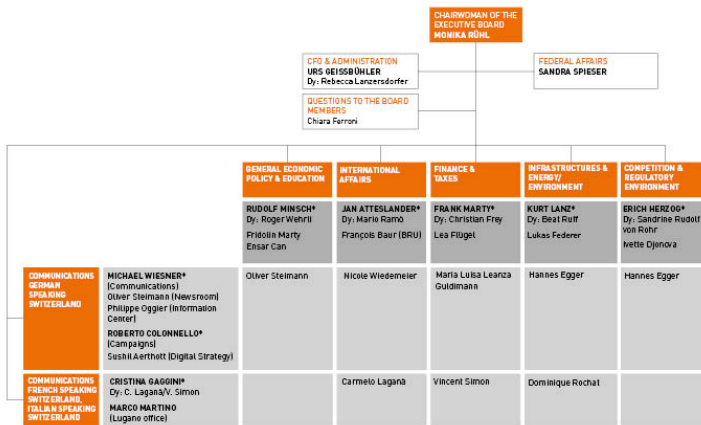 CHAIRWOMAN OF THE
EXECUTIVE BOARD
MONIKA RÜHL
CFO & ADMINISTRATION
URS GEISSBÜHLER
Dy: Rebecca Lanzersdorfer
FEDERAL AFFAIRS
SANDRA SPIESER
QUESTIONS TO THE BOARD
MEMBERS
Chiara Ferroni
GENERAL ECONOMIC
POLICY & EDUCATION
INTERNATIONAL
AFFAIRS
FINANCE &
TAXES
INFRASTRUCTURES &
ENERGY/
ENVIRONMENT
COMPETITION &
REGULATORY
ENVIRONMENT
RUDOLF MINSCH*
Dy: Roger Wehrli
Fridolin Marty
Ensar Can
JAN ATTESLANDER*
Dy: Mario Ramò
François Baur (BRU)
FRANK MARTY*
Dy: Christian Frey
Lea Flügel
KURT LANZ*
Dy: Beat Ruff
Lukas Federer
ERICH HERZOG*
Dy: Sandrine Rudolf
von Rohr
Ivette Djonova
COMMUNICATIONS
GERMAN
SPEAKING
SWITZERLAND
MICHAEL WIESNER*
(Communications)
Oliver Steimann (Newsroom)
Philippe Oggier (Information
Center)
ROBERTO COLONNELLO*
(Campaigns)
Sushil Aerthott (Digital Strategy)
Oliver Steimann
Nicole Wiedemeier
Maria Luisa Leanza
Guldimann
Hannes Egger
Hannes Egger
COMMUNICATIONS
FRENCH SPEAKING
SWITZERLAND,
ITALIAN SPEAKING
SWITZERLAND
CRISTINA GAGGINI*
Dy: C. Laganà/V. Simon
MARCO MARTINO
(Lugano office)
Carmelo Laganà
Vincent Simon
Dominique Rochat